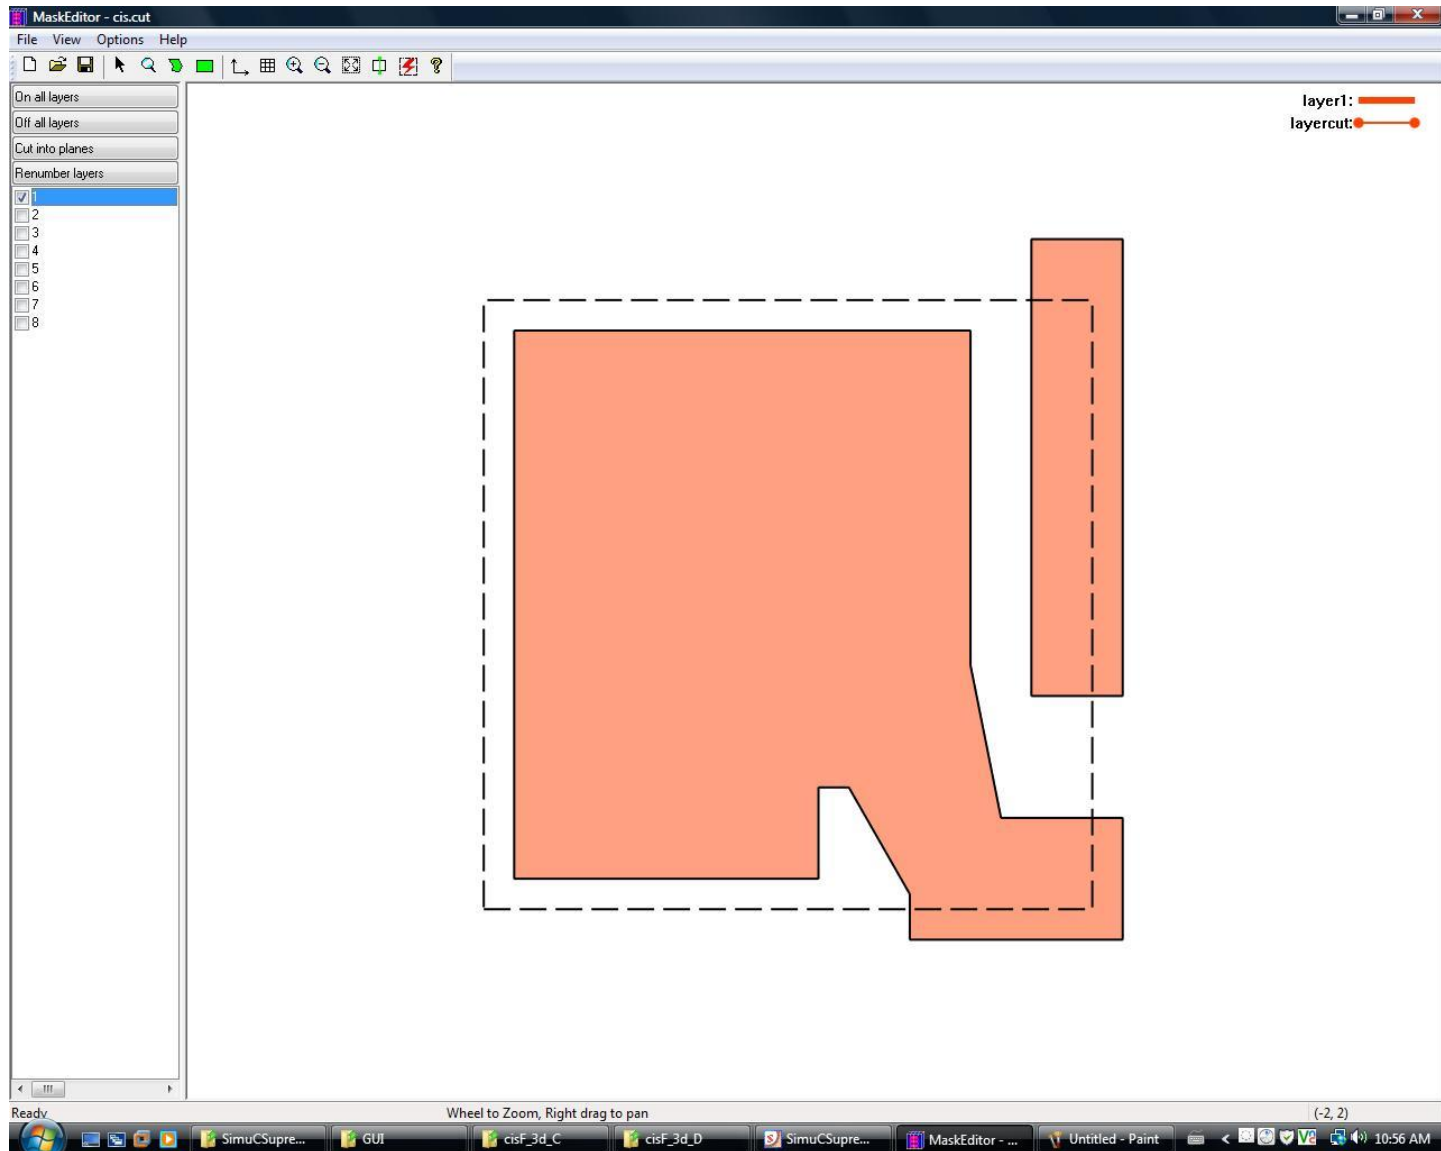 MaskEditor - cis.cut
File View Options Help
On all layers
Off all layers
Cut into planes
Renumber layers
1
2
3
4
5
6
7
8
layer1:
layercut:
Ready
Wheel to Zoom, Right drag to pan
(-2, 2)
SimuCSupre...
GUI
cisF_3d_C
cisF_3d_D
SimuCSupre...
MaskEditor - ...
Untitled - Paint
10:56 AM